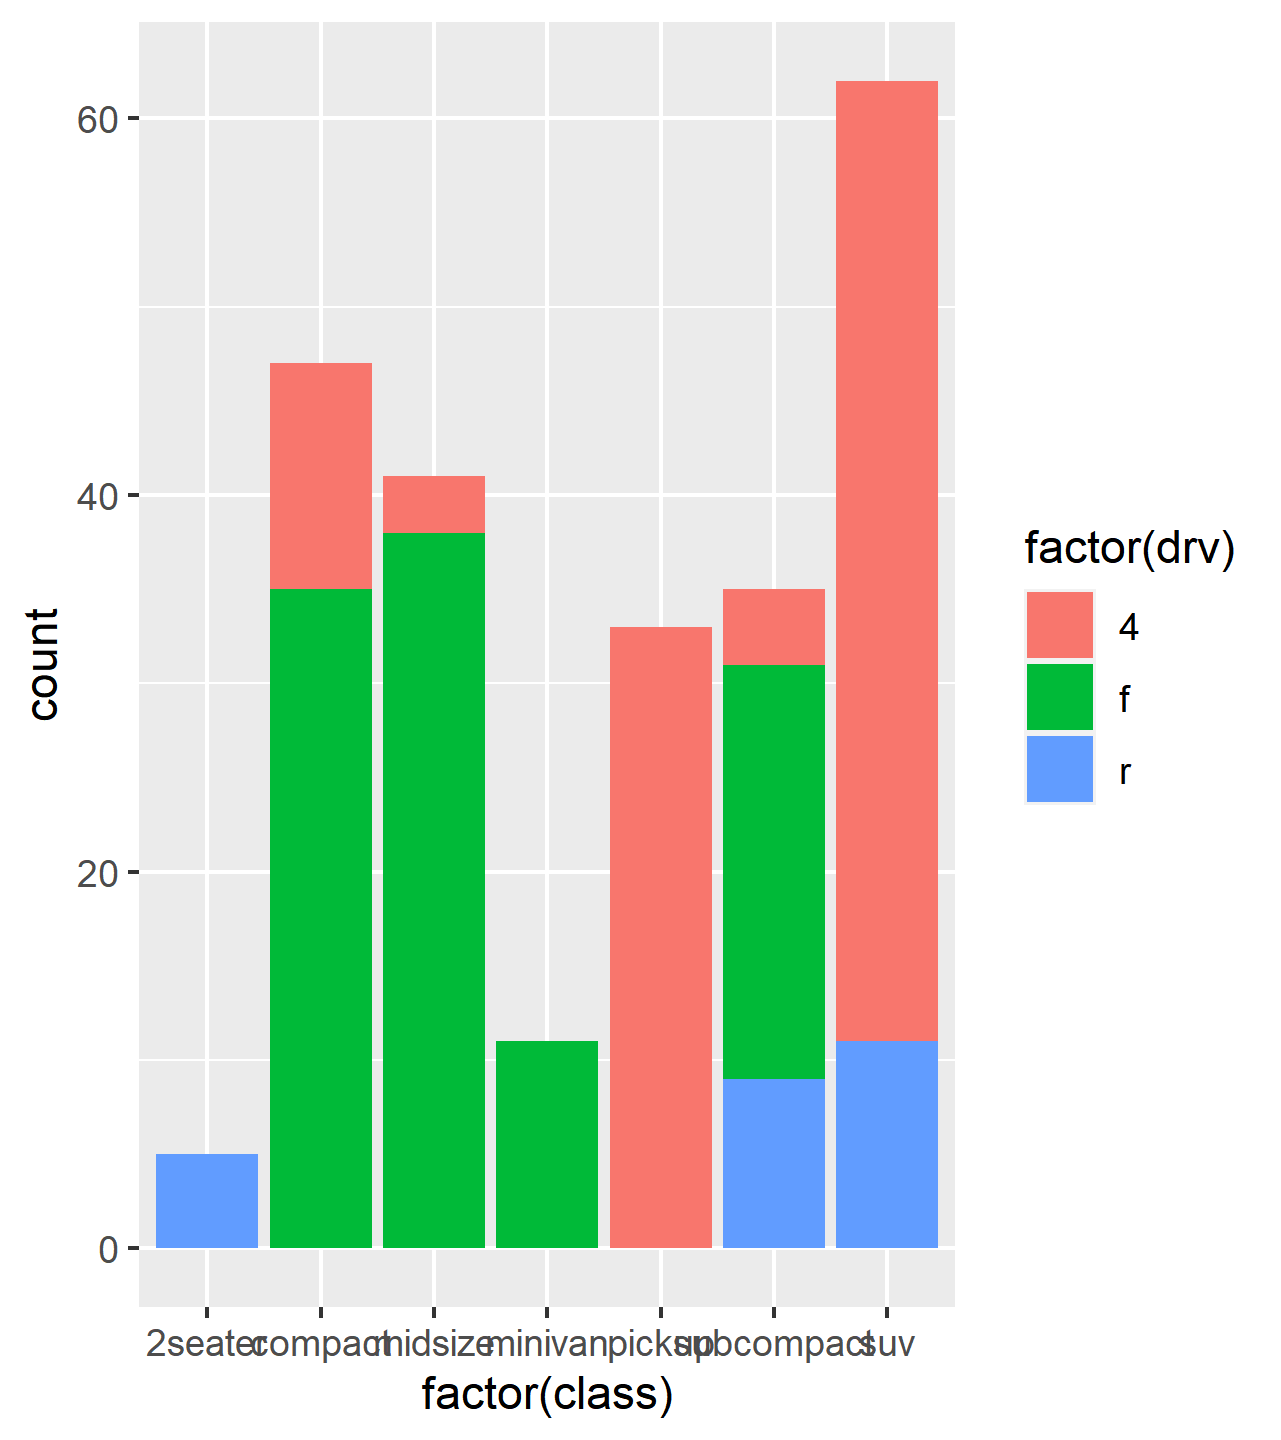 60
40
20
0
count
2seater compact midsize minivan pickup subcompact suv
factor(class)
factor(drv)
4
f
r